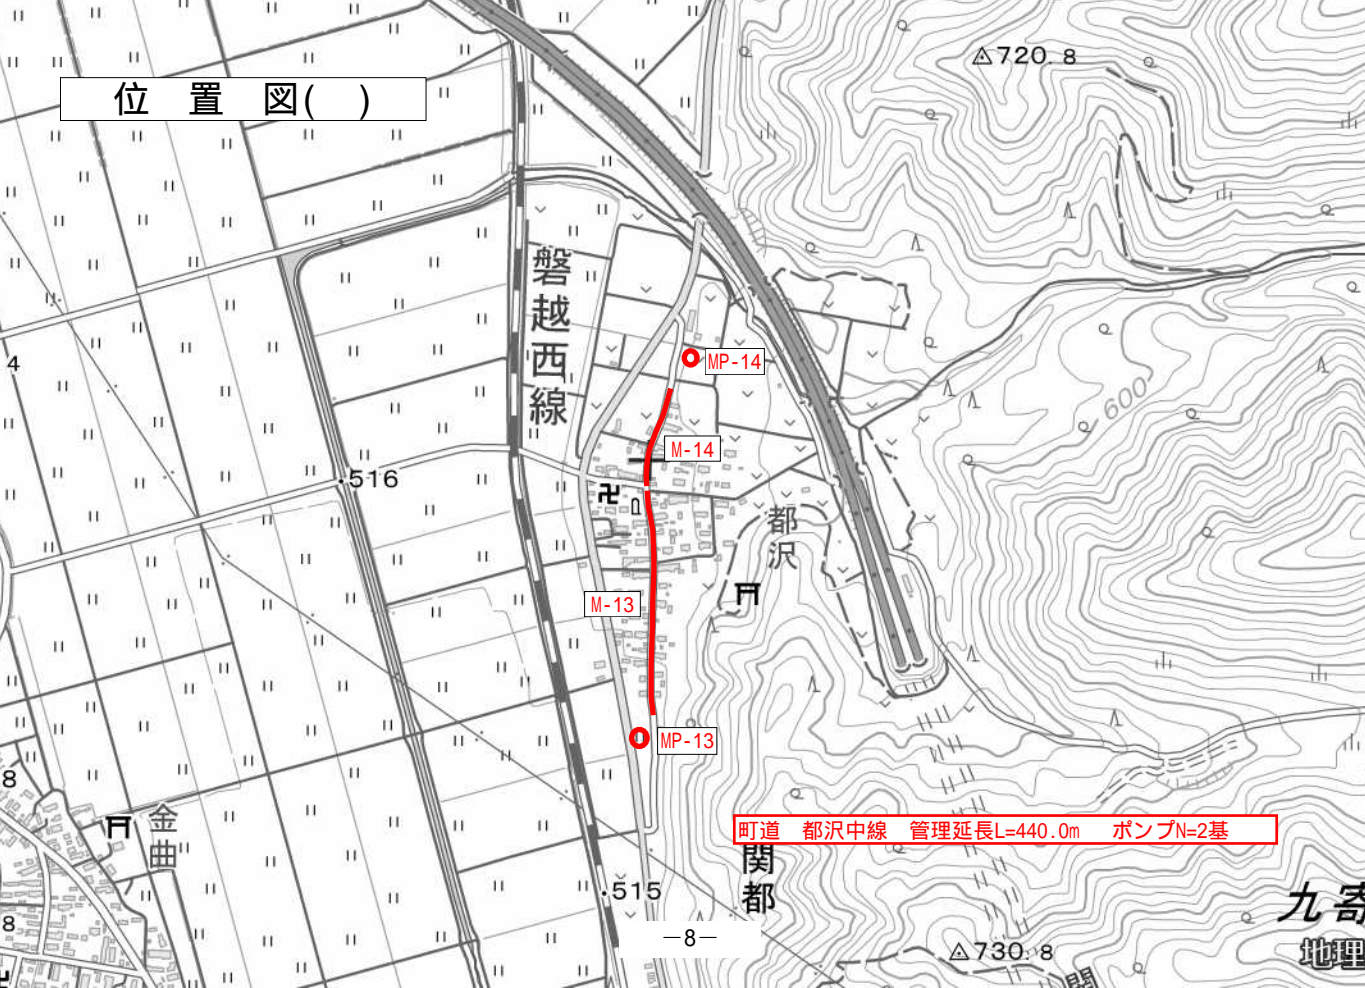 △720.8
位 置 図( )
磐越西線
4
MP-14
600
M-14
・516
都沢
M-13
MP-13
8
金曲
町道 都沢中線 管理延長L=440.0m ポンプN=2基
関都
・515
九寄
8
－8－
△730.8
地理
関